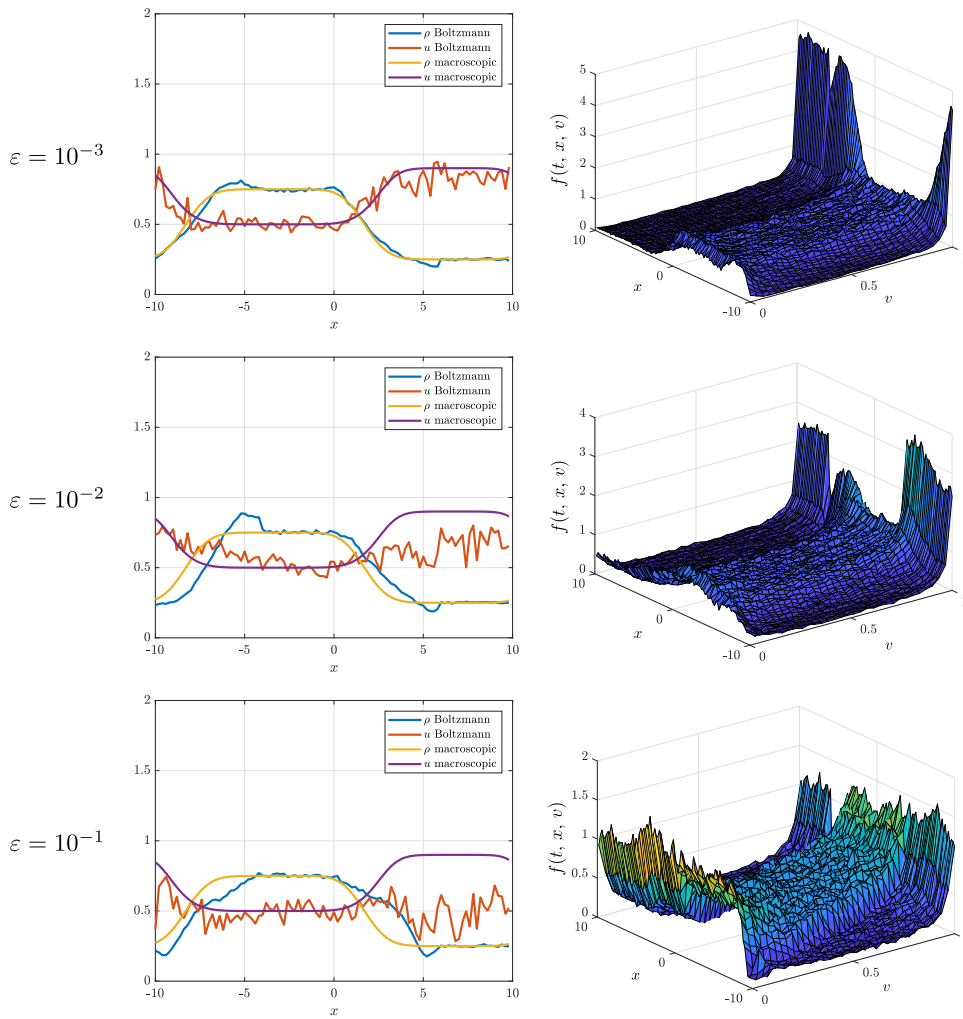 ε = 10⁻³
2
1.5
1
0.5
0
-10
-5
0
5
10
x
ρ Boltzmann
u Boltzmann
ρ macroscopic
u macroscopic
f(t, x, v)
5
4
3
2
1
0
10
0
-10
x
0
0.5
v
ε = 10⁻²
2
1.5
1
0.5
0
-10
-5
0
5
10
x
ρ Boltzmann
u Boltzmann
ρ macroscopic
u macroscopic
f(t, x, v)
4
3
2
1
0
10
0
-10
x
0
0.5
v
ε = 10⁻¹
2
1.5
1
0.5
0
-10
-5
0
5
10
x
ρ Boltzmann
u Boltzmann
ρ macroscopic
u macroscopic
f(t, x, v)
2
1.5
1
0.5
0
10
0
-10
x
0
0.5
v